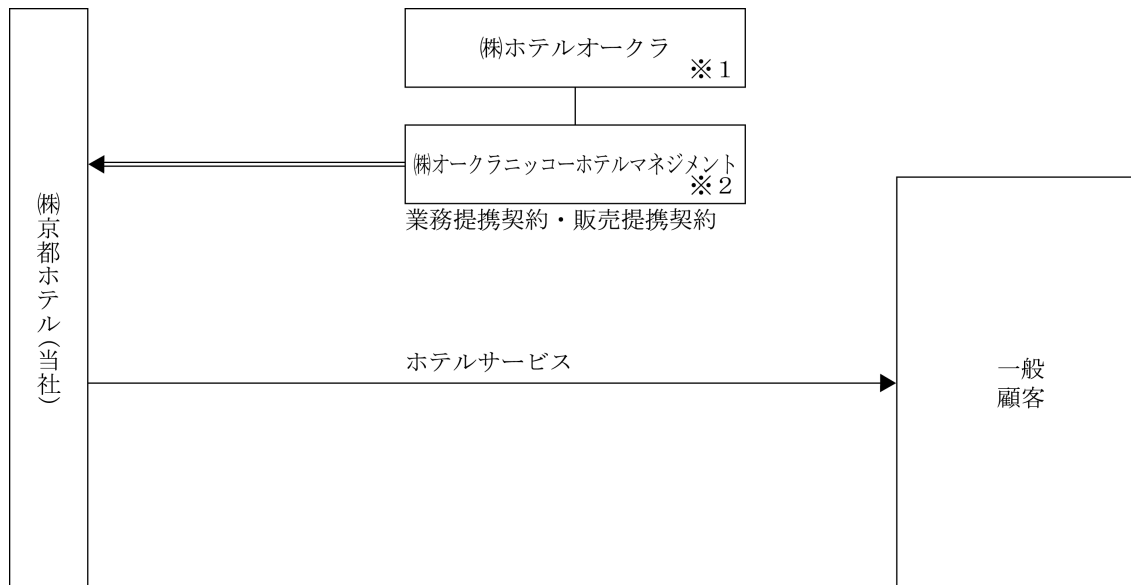 ㈱ホテルオークラ
※1
㈱オークラニッコーホテルマネジメント
※2
業務提携契約・販売提携契約
㈱京都ホテル(当社)
ホテルサービス
一般
顧客